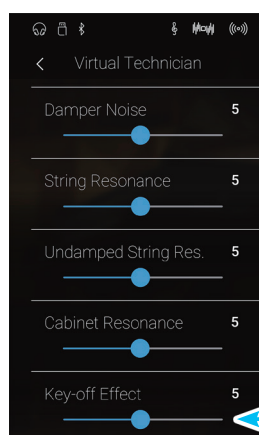 Virtual Technician
Damper Noise 5
String Resonance 5
Undamped String Res. 5
Cabinet Resonance 5
Key-off Effect 5